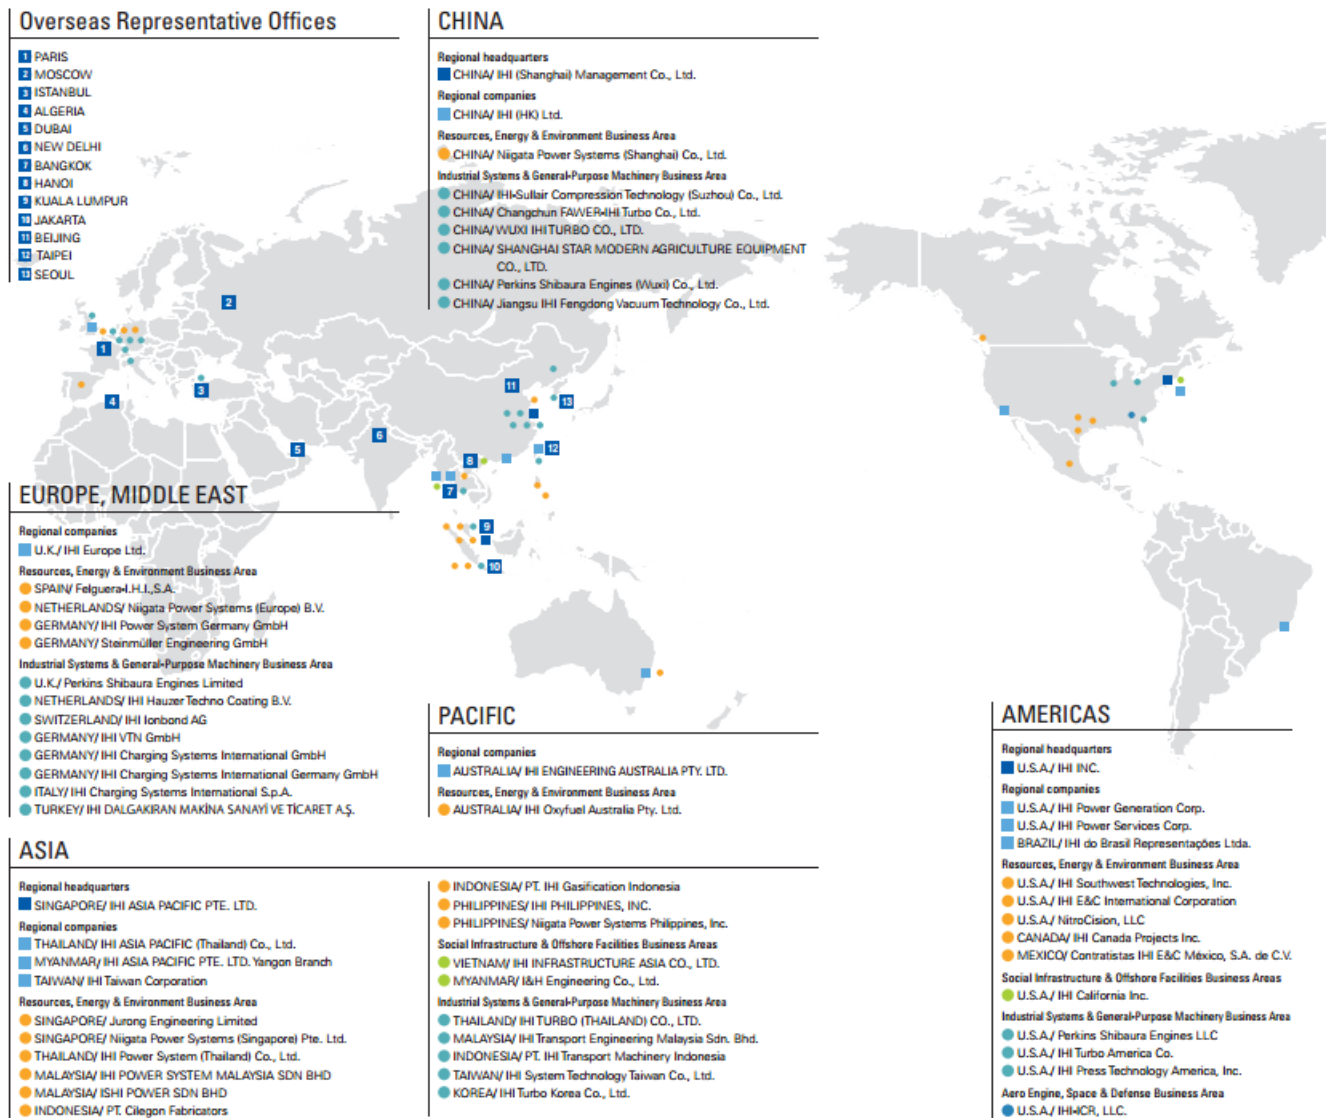 Overseas Representative Offices
1 PARIS
2 MOSCOW
3 ISTANBUL
4 ALGERIA
5 DUBAI
6 NEW DELHI
7 BANGKOK
8 HANOI
9 KUALA LUMPUR
10 JAKARTA
11 BEIJING
12 TAIPEI
13 SEOUL
CHINA
Regional headquarters
CHINA/ IHI (Shanghai) Management Co., Ltd.
Regional companies
CHINA/ IHI (HK) Ltd.
Resources, Energy & Environment Business Area
CHINA/ Niigata Power Systems (Shanghai) Co., Ltd.
Industrial Systems & General-Purpose Machinery Business Area
CHINA/ IHI-Sullair Compression Technology (Suzhou) Co., Ltd.
CHINA/ Changchun FAWER-IHI Turbo Co., Ltd.
CHINA/ WUXI IHI TURBO CO., LTD.
CHINA/ SHANGHAI STAR MODERN AGRICULTURE EQUIPMENT
CO., LTD.
CHINA/ Perkins Shibaura Engines (Wuxi) Co., Ltd.
CHINA/ Jiangsu IHI Fengdong Vacuum Technology Co., Ltd.
2
1
3
4
5
6
11
13
12
8
7
9
10
EUROPE, MIDDLE EAST
Regional companies
U.K./ IHI Europe Ltd.
Resources, Energy & Environment Business Area
SPAIN/ Felguera-I.H.I.,S.A.
NETHERLANDS/ Niigata Power Systems (Europe) B.V.
GERMANY/ IHI Power System Germany GmbH
GERMANY/ Steinmüller Engineering GmbH
Industrial Systems & General-Purpose Machinery Business Area
U.K./ Perkins Shibaura Engines Limited
NETHERLANDS/ IHI Hauzer Techno Coating B.V.
SWITZERLAND/ IHI Ionbond AG
GERMANY/ IHI VTN GmbH
GERMANY/ IHI Charging Systems International GmbH
GERMANY/ IHI Charging Systems International Germany GmbH
ITALY/ IHI Charging Systems International S.p.A.
TURKEY/ IHI DALGAKIRAN MAKİNA SANAYİ VE TİCARET A.Ş.
PACIFIC
Regional companies
AUSTRALIA/ IHI ENGINEERING AUSTRALIA PTY. LTD.
Resources, Energy & Environment Business Area
AUSTRALIA/ IHI Oxyfuel Australia Pty. Ltd.
AMERICAS
Regional headquarters
U.S.A./ IHI INC.
Regional companies
U.S.A./ IHI Power Generation Corp.
U.S.A./ IHI Power Services Corp.
BRAZIL/ IHI do Brasil Representações Ltda.
Resources, Energy & Environment Business Area
U.S.A./ IHI Southwest Technologies, Inc.
U.S.A./ IHI E&C International Corporation
U.S.A./ NitroCision, LLC
CANADA/ IHI Canada Projects Inc.
MEXICO/ Contratistas IHI E&C México, S.A. de C.V.
Social Infrastructure & Offshore Facilities Business Areas
U.S.A./ IHI California Inc.
Industrial Systems & General-Purpose Machinery Business Area
U.S.A./ Perkins Shibaura Engines LLC
U.S.A./ IHI Turbo America Co.
U.S.A./ IHI Press Technology America, Inc.
Aero Engine, Space & Defense Business Area
U.S.A./ IHI-ICR, LLC.
ASIA
Regional headquarters
SINGAPORE/ IHI ASIA PACIFIC PTE. LTD.
Regional companies
THAILAND/ IHI ASIA PACIFIC (Thailand) Co., Ltd.
MYANMAR/ IHI ASIA PACIFIC PTE. LTD. Yangon Branch
TAIWAN/ IHI Taiwan Corporation
Resources, Energy & Environment Business Area
SINGAPORE/ Jurong Engineering Limited
SINGAPORE/ Niigata Power Systems (Singapore) Pte. Ltd.
THAILAND/ IHI Power System (Thailand) Co., Ltd.
MALAYSIA/ IHI POWER SYSTEM MALAYSIA SDN BHD
MALAYSIA/ ISHI POWER SDN BHD
INDONESIA/ PT. Cilegon Fabricators
INDONESIA/ PT. IHI Gasification Indonesia
PHILIPPINES/ IHI PHILIPPINES, INC.
PHILIPPINES/ Niigata Power Systems Philippines, Inc.
Social Infrastructure & Offshore Facilities Business Areas
VIETNAM/ IHI INFRASTRUCTURE ASIA CO., LTD.
MYANMAR/ I&H Engineering Co., Ltd.
Industrial Systems & General-Purpose Machinery Business Area
THAILAND/ IHI TURBO (THAILAND) CO., LTD.
MALAYSIA/ IHI Transport Engineering Malaysia Sdn. Bhd.
INDONESIA/ PT. IHI Transport Machinery Indonesia
TAIWAN/ IHI System Technology Taiwan Co., Ltd.
KOREA/ IHI Turbo Korea Co., Ltd.